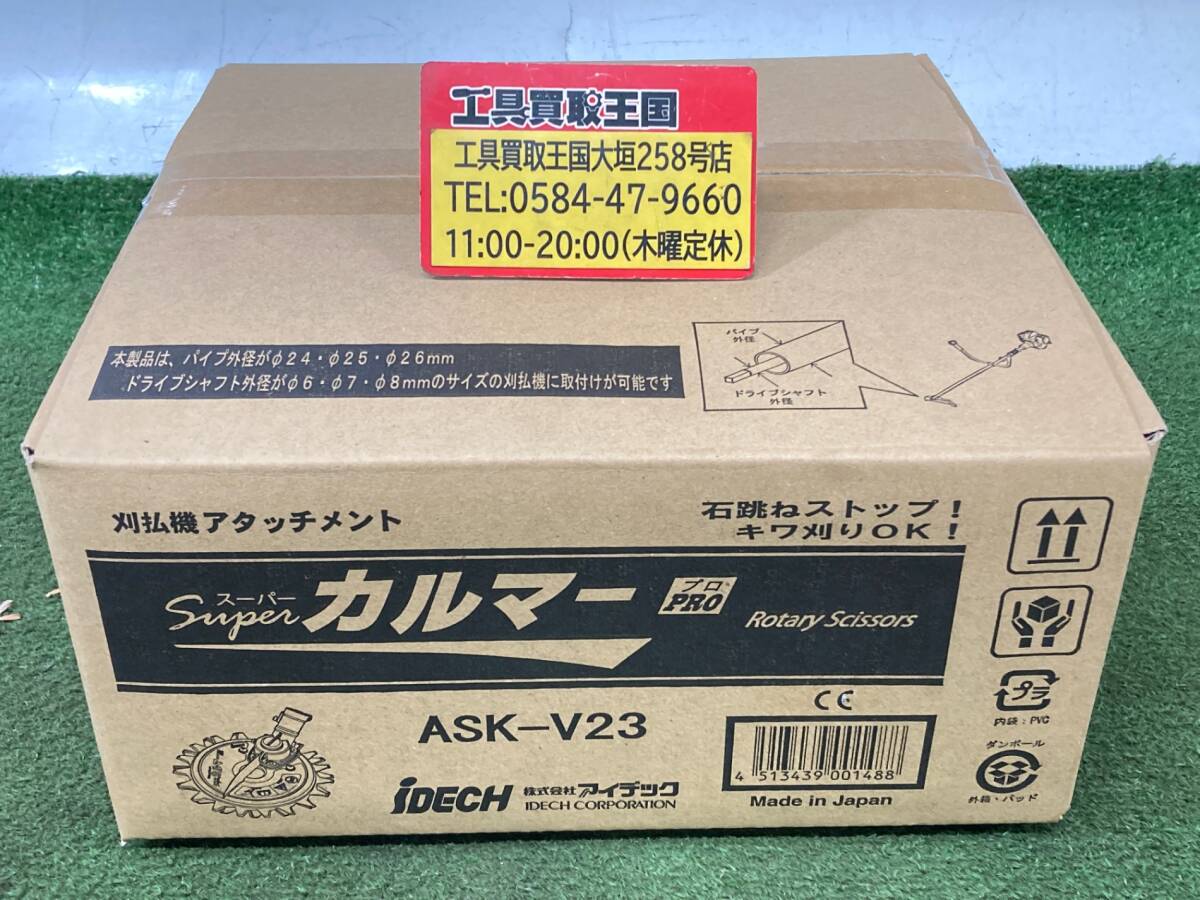 工具買取王国
工具買取王国大垣258号店
TEL:0584-47-9660
11:00-20:00(木曜定休)
本製品は、パイプ外径がφ24・φ25・φ26mm
ドライブシャフト外径がφ6・φ7・φ8mmのサイズの刈払機に取付けが可能です
パイプ
外径
ドライブシャフト
外径
刈払機アタッチメント
石跳ねストップ!
キワ刈りOK!
スーパー
Super カルマー
プロ
PRO
Rotary Scissors
ASK-V23
CE
4 513439 001488
Made in Japan
iDECH 株式会社アイデック
IDECH CORPORATION
プラ
内袋:PVC
ダンボール
外箱・パッド